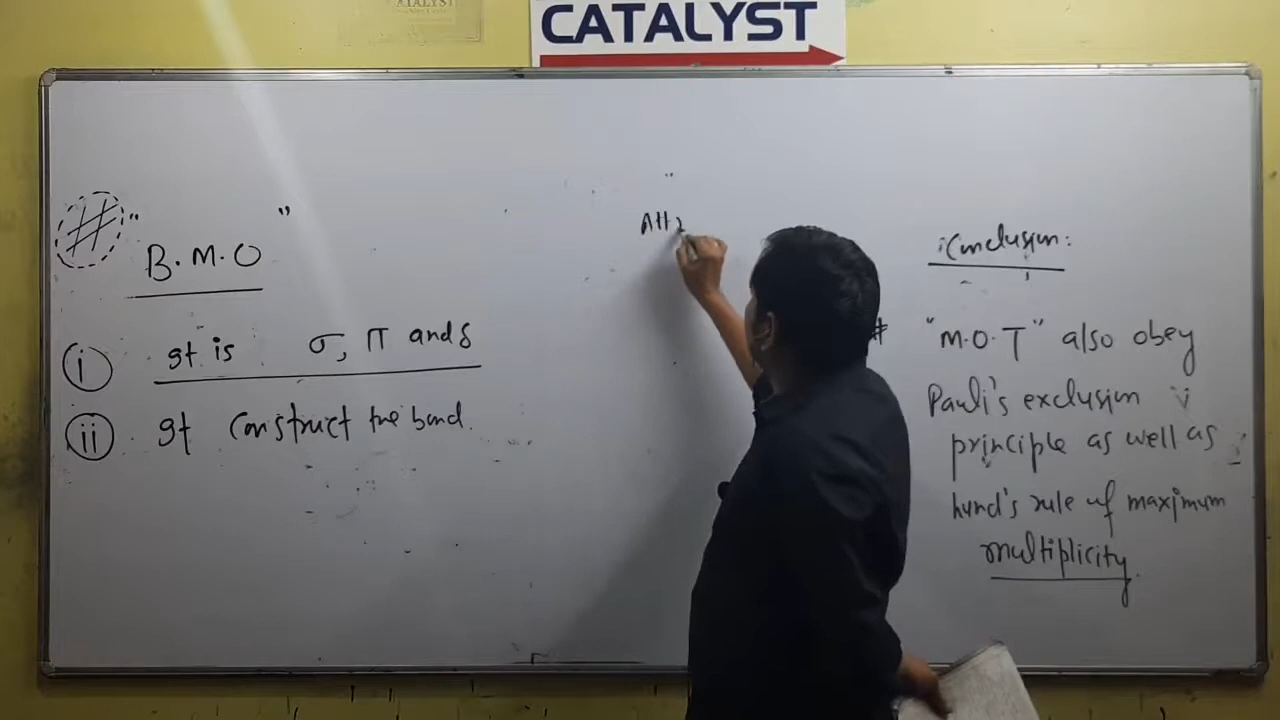 CATALYST
# "B.M.O"
i gt is σ, π and δ
ii gt construct the bond.
Att
Conclusion:
# "M.O.T" also obey
Pauli's exclusion
principle as well as
hund's rule of maximum
multiplicity.